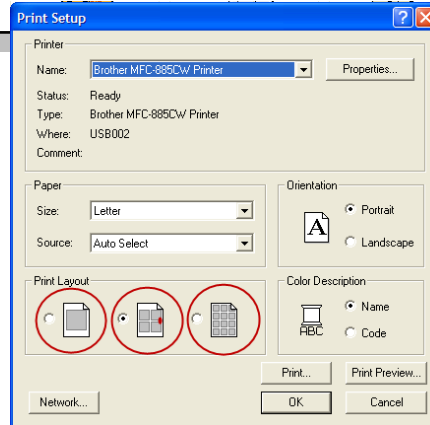 Print Setup
Printer
Name: Brother MFC-885CW Printer Properties...
Status: Ready
Type: Brother MFC-885CW Printer
Where: USB002
Comment:
Paper Orientation
Size: Letter
A
Portrait
Source: Auto Select
Landscape
Print Layout Color Description
Name
ABC
Code
Print... Print Preview...
Network... OK Cancel